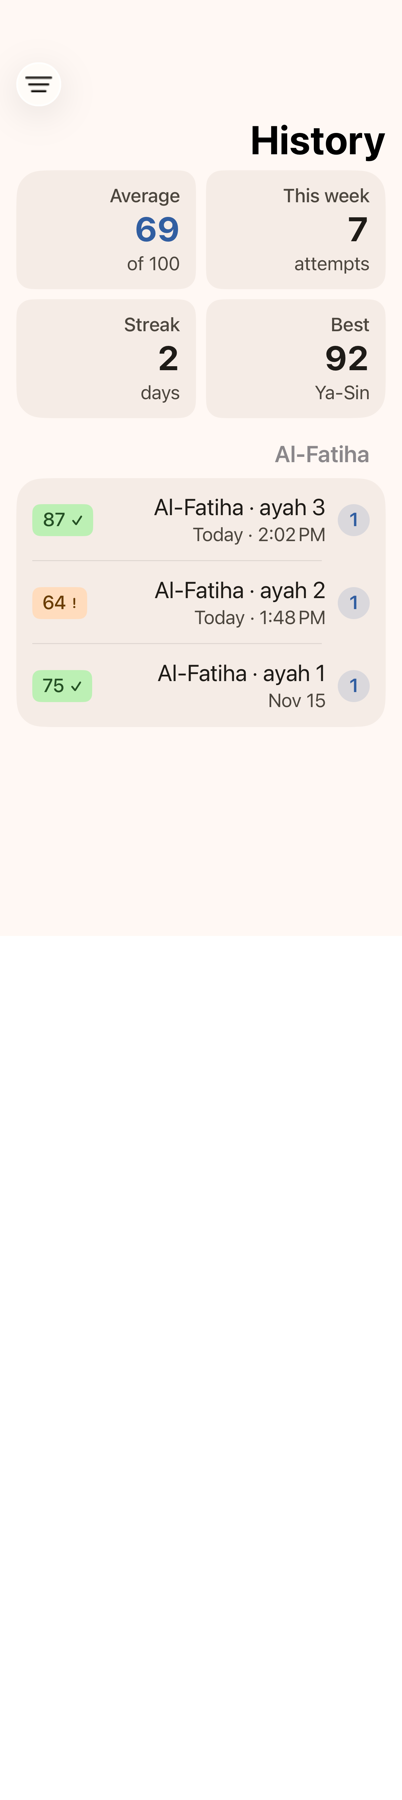 History
Average
69
of 100
This week
7
attempts
Streak
2
days
Best
92
Ya-Sin
Al-Fatiha
Al-Fatiha · ayah 3
Today · 2:02 PM
1
87 ✓
Al-Fatiha · ayah 2
Today · 1:48 PM
1
64 !
Al-Fatiha · ayah 1
Nov 15
1
75 ✓